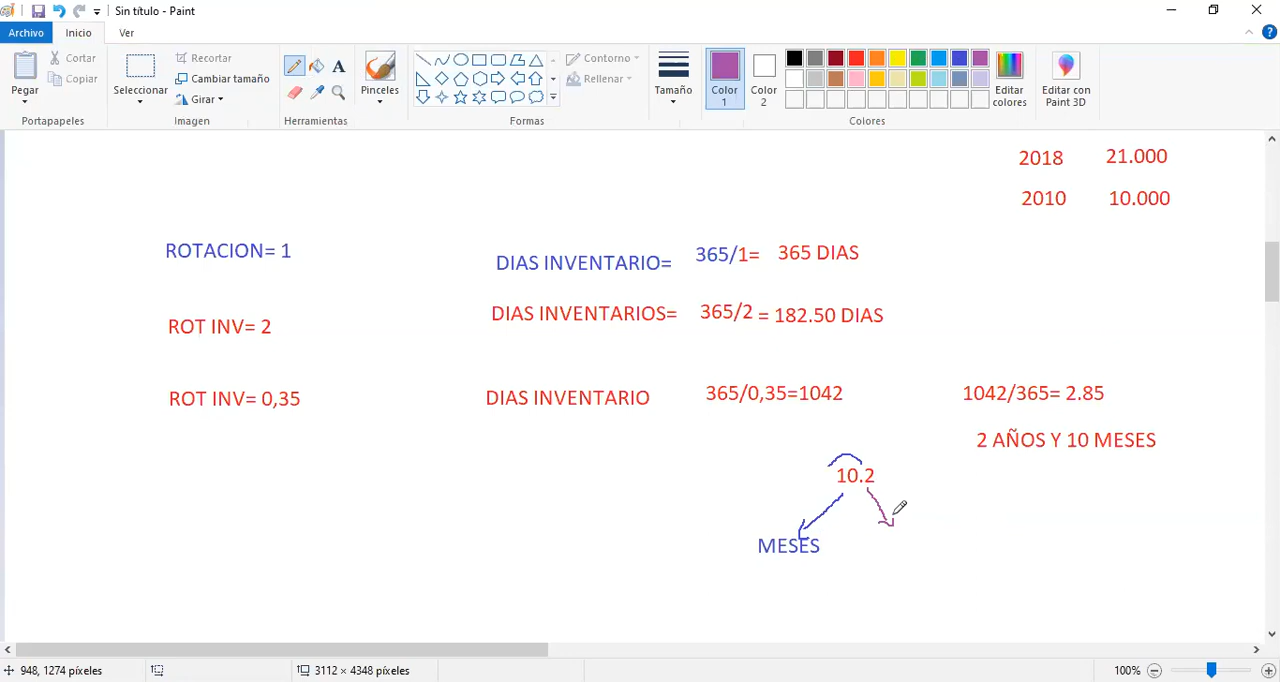 Sin título - Paint
Archivo
Inicio
Ver
Pegar
Cortar
Copiar
Portapapeles
Seleccionar
Recortar
Cambiar tamaño
Girar
Imagen
A
Herramientas
Pinceles
Contorno
Rellenar
Formas
Tamaño
Color 1
Color 2
Editar colores
Colores
Editar con Paint 3D
2018 21.000
2010 10.000
ROTACION= 1 DIAS INVENTARIO= 365/1= 365 DIAS
ROT INV= 2 DIAS INVENTARIOS= 365/2 = 182.50 DIAS
ROT INV= 0,35 DIAS INVENTARIO 365/0,35=1042 1042/365= 2.85
2 AÑOS Y 10 MESES
10.2
MESES
948, 1274 píxeles
3112 × 4348 píxeles
100%